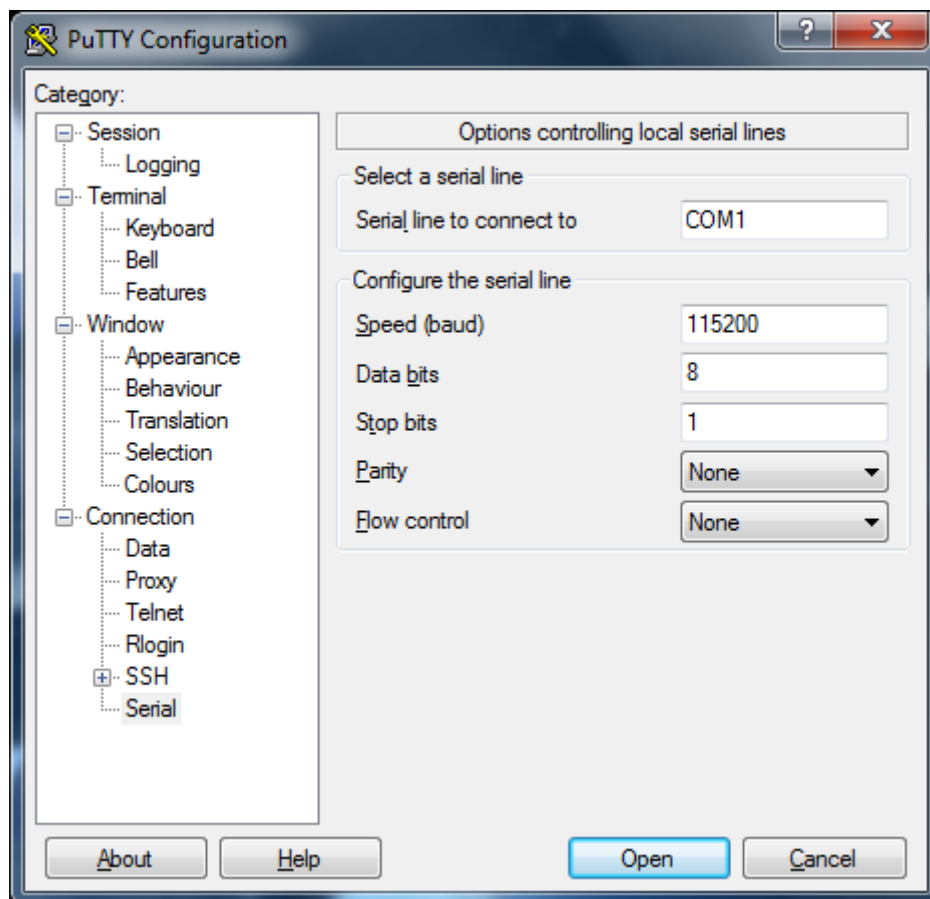 PuTTY Configuration
?
Category:
Session
Logging
Terminal
Keyboard
Bell
Features
Window
Appearance
Behaviour
Translation
Selection
Colours
Connection
Data
Proxy
Telnet
Rlogin
SSH
Serial
Options controlling local serial lines
Select a serial line
Serial line to connect to COM1
Configure the serial line
Speed (baud) 115200
Data bits 8
Stop bits 1
Parity None
Flow control None
About Help Open Cancel